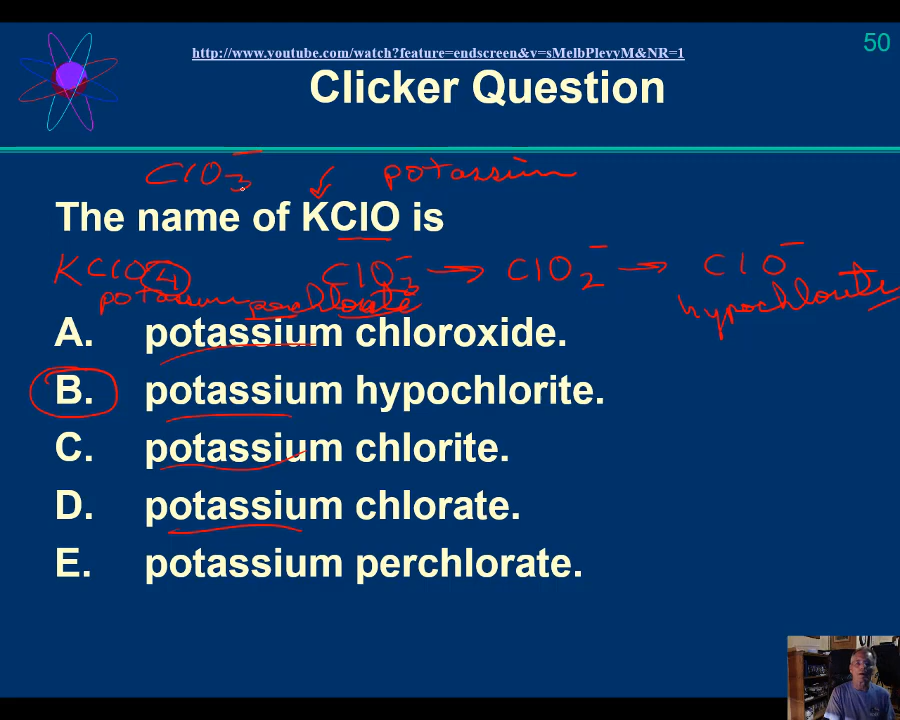 50
http://www.youtube.com/watch?feature=endscreen&v=sMelbPlevyM&NR=1
Clicker Question
ClO3− potassium
The name of KClO is
KClO4 ClO3− → ClO2− → ClO−
potassium perchlorate hypochlorite
A. potassium chloroxide.
B. potassium hypochlorite.
C. potassium chlorite.
D. potassium chlorate.
E. potassium perchlorate.